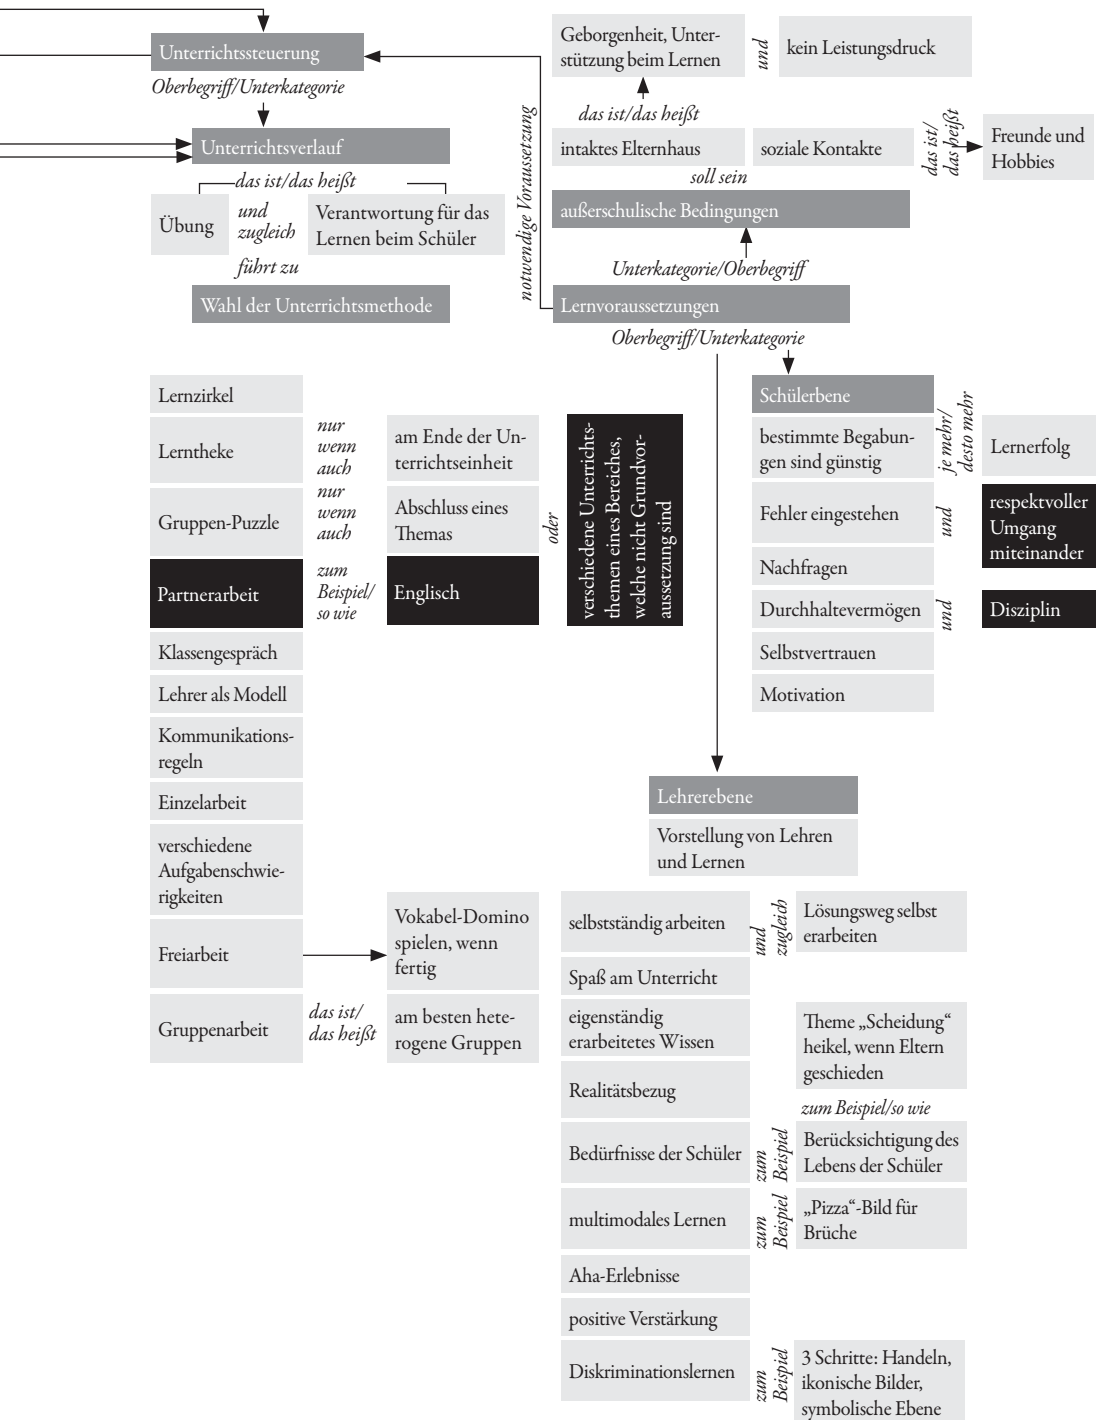 Unterrichtssteuerung
Oberbegriff/Unterkategorie
Unterrichtsverlauf
das ist/das heißt
Übung
und
zugleich
Verantwortung für das
Lernen beim Schüler
führt zu
Wahl der Unterrichtsmethode
notwendige Voraussetzung
Geborgenheit, Unter-
stützung beim Lernen
und
kein Leistungsdruck
das ist/das heißt
intaktes Elternhaus
soziale Kontakte
das ist/
das heißt
Freunde und
Hobbies
soll sein
außerschulische Bedingungen
Unterkategorie/Oberbegriff
Lernvoraussetzungen
Oberbegriff/Unterkategorie
Lernzirkel
Lerntheke
nur
wenn
auch
am Ende der Un-
terrichtseinheit
Gruppen-Puzzle
nur
wenn
auch
Abschluss eines
Themas
oder
verschiedene Unterrichts-
themen eines Bereiches,
welche nicht Grundvor-
aussetzung sind
Partnerarbeit
zum
Beispiel/
so wie
Englisch
Klassengespräch
Lehrer als Modell
Kommunikations-
regeln
Einzelarbeit
verschiedene
Aufgabenschwie-
rigkeiten
Freiarbeit
Vokabel-Domino
spielen, wenn
fertig
Gruppenarbeit
das ist/
das heißt
am besten hete-
rogene Gruppen
Schülerbene
bestimmte Begabun-
gen sind günstig
je mehr/
desto mehr
Lernerfolg
Fehler eingestehen
und
respektvoller
Umgang
miteinander
Nachfragen
Durchhaltevermögen
und
Disziplin
Selbstvertrauen
Motivation
Lehrerebene
Vorstellung von Lehren
und Lernen
selbstständig arbeiten
und
zugleich
Lösungsweg selbst
erarbeiten
Spaß am Unterricht
eigenständig
erarbeitetes Wissen
Theme „Scheidung“
heikel, wenn Eltern
geschieden
Realitätsbezug
zum Beispiel/so wie
Bedürfnisse der Schüler
zum
Beispiel
Berücksichtigung des
Lebens der Schüler
multimodales Lernen
zum
Beispiel
„Pizza“-Bild für
Brüche
Aha-Erlebnisse
positive Verstärkung
Diskriminationslernen
zum
Beispiel
3 Schritte: Handeln,
ikonische Bilder,
symbolische Ebene